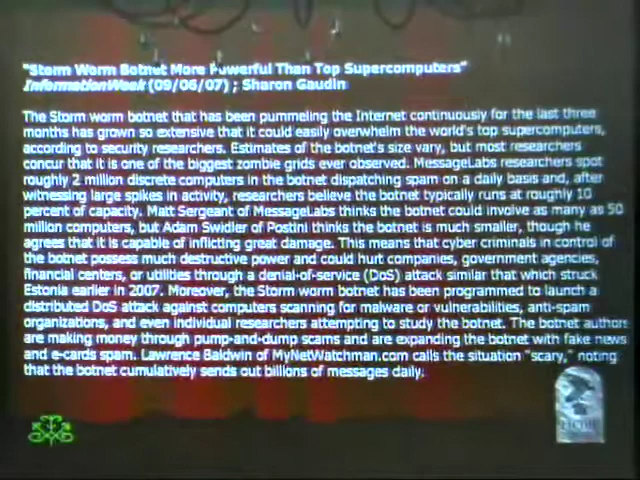 "Storm Worm Botnet More Powerful Than Top Supercomputers"
InformationWeek (09/06/07) ; Sharon Gaudin
The Storm worm botnet that has been pummeling the Internet continuously for the last three
months has grown so extensive that it could easily overwhelm the world's top supercomputers,
according to security researchers. Estimates of the botnet's size vary, but most researchers
concur that it is one of the biggest zombie grids ever observed. MessageLabs researchers spot
roughly 2 million discrete computers in the botnet dispatching spam on a daily basis and, after
witnessing large spikes in activity, researchers believe the botnet typically runs at roughly 10
percent of capacity. Matt Sergeant of MessageLabs thinks the botnet could involve as many as 50
million computers, but Adam Swidler of Postini thinks the botnet is much smaller, though he
agrees that it is capable of inflicting great damage. This means that cyber criminals in control of
the botnet possess much destructive power and could hurt companies, government agencies,
financial centers, or utilities through a denial-of-service (DoS) attack similar that which struck
Estonia earlier in 2007. Moreover, the Storm worm botnet has been programmed to launch a
distributed DoS attack against computers scanning for malware or vulnerabilities, anti-spam
organizations, and even individual researchers attempting to study the botnet. The botnet authors
are making money through pump-and-dump scams and are expanding the botnet with fake news
and e-cards spam. Lawrence Baldwin of MyNetWatchman.com calls the situation "scary," noting
that the botnet cumulatively sends out billions of messages daily.